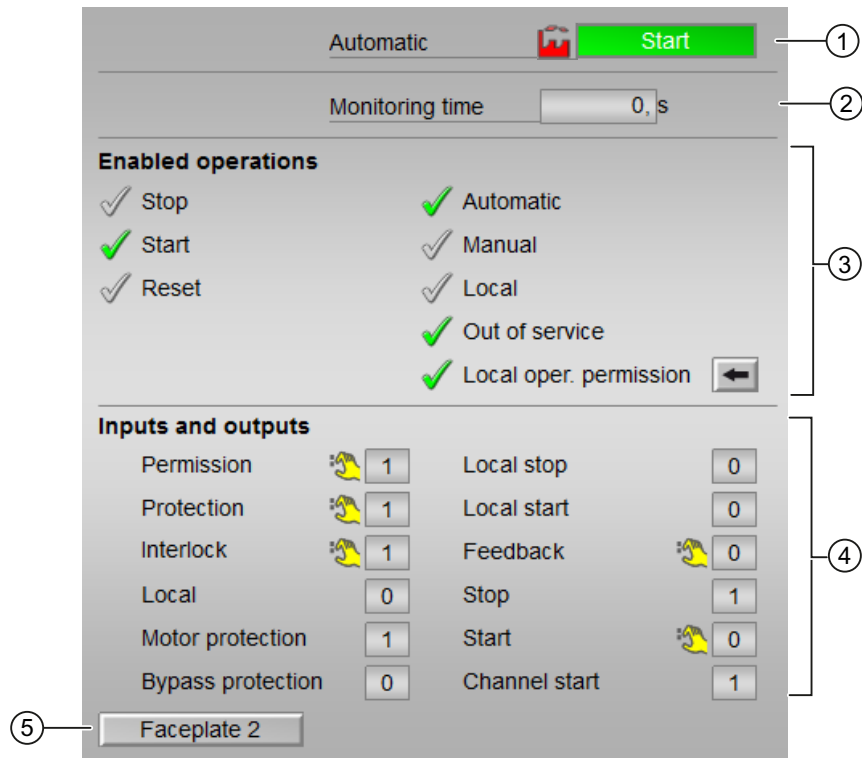 Automatic Start 1
Monitoring time 0, s 2
Enabled operations
Stop Automatic
Start Manual
Reset Local
3
Out of service
Local oper. permission
Inputs and outputs
Permission 1 Local stop 0
Protection 1 Local start 0
Interlock 1 Feedback 0
4
Local 0 Stop 1
Motor protection 1 Start 0
Bypass protection 0 Channel start 1
5 Faceplate 2